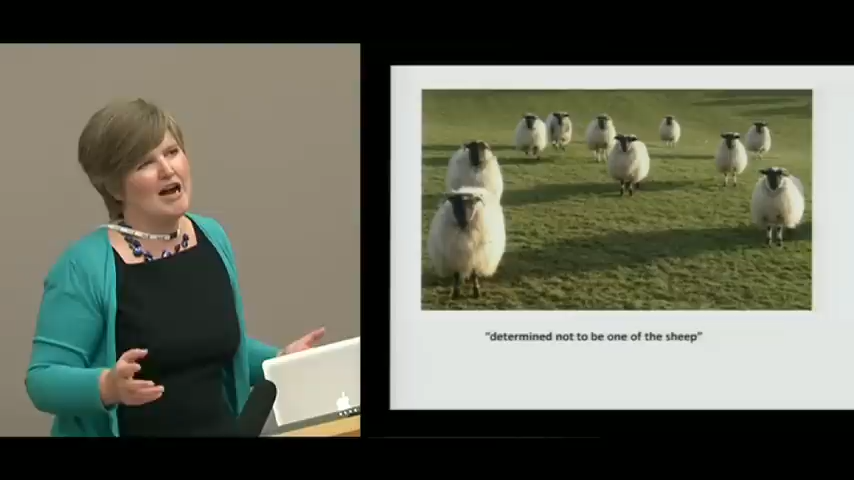 "determined not to be one of the sheep"